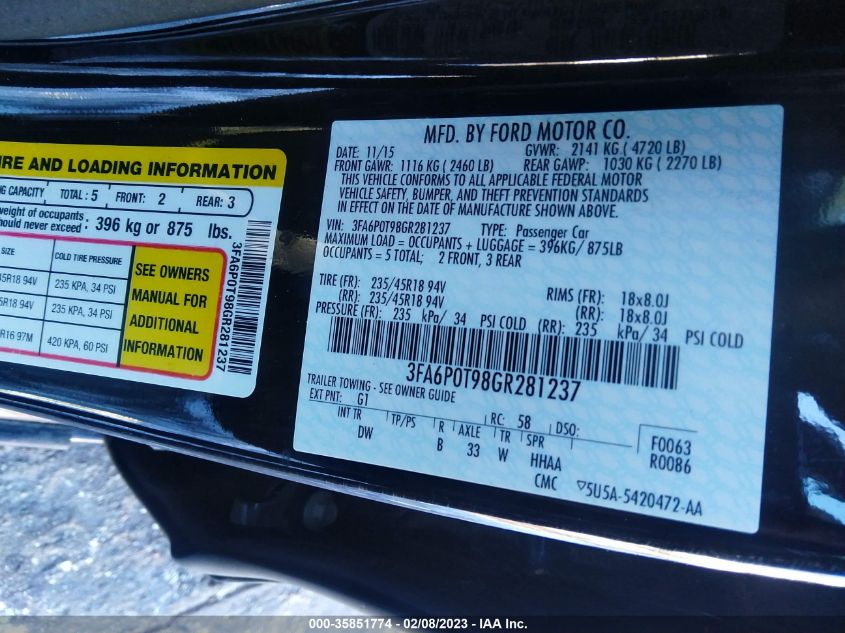 IRE AND LOADING INFORMATION
NG CAPACITY TOTAL: 5 FRONT: 2 REAR: 3
weight of occupants
hould never exceed: 396 kg or 875 lbs.
SIZE COLD TIRE PRESSURE
5R18 94V 235 KPA, 34 PSI
5R18 94V 235 KPA, 34 PSI
R16 97M 420 KPA, 60 PSI
SEE OWNERS
MANUAL FOR
ADDITIONAL
INFORMATION
3FA6P0T98GR281237
MFD. BY FORD MOTOR CO.
DATE: 11/15 GVWR: 2141 KG ( 4720 LB)
FRONT GAWR: 1116 KG ( 2460 LB) REAR GAWP: 1030 KG ( 2270 LB)
THIS VEHICLE CONFORMS TO ALL APPLICABLE FEDERAL MOTOR
VEHICLE SAFETY, BUMPER, AND THEFT PREVENTION STANDARDS
IN EFFECT ON THE DATE OF MANUFACTURE SHOWN ABOVE.
VIN: 3FA6P0T98GR281237 TYPE: Passenger Car
MAXIMUM LOAD = OCCUPANTS + LUGGAGE = 396KG/ 875LB
OCCUPANTS = 5 TOTAL: 2 FRONT, 3 REAR
TIRE (FR): 235/45R18 94V RIMS (FR): 18x8.0J
(RR): 235/45R18 94V (RR): 18x8.0J
PRESSURE (FR): 235 kPa/ 34 PSI COLD (RR): 235 kPa/ 34 PSI COLD
3FA6P0T98GR281237
TRAILER TOWING - SEE OWNER GUIDE
EXT PNT: G1 RC: 58 DSO:
INT TR TP/PS R AXLE TR SPR F0063
DW B 33 W HHAA R0086
CMC ▽5U5A-5420472-AA
000-35851774 - 02/08/2023 - IAA Inc.